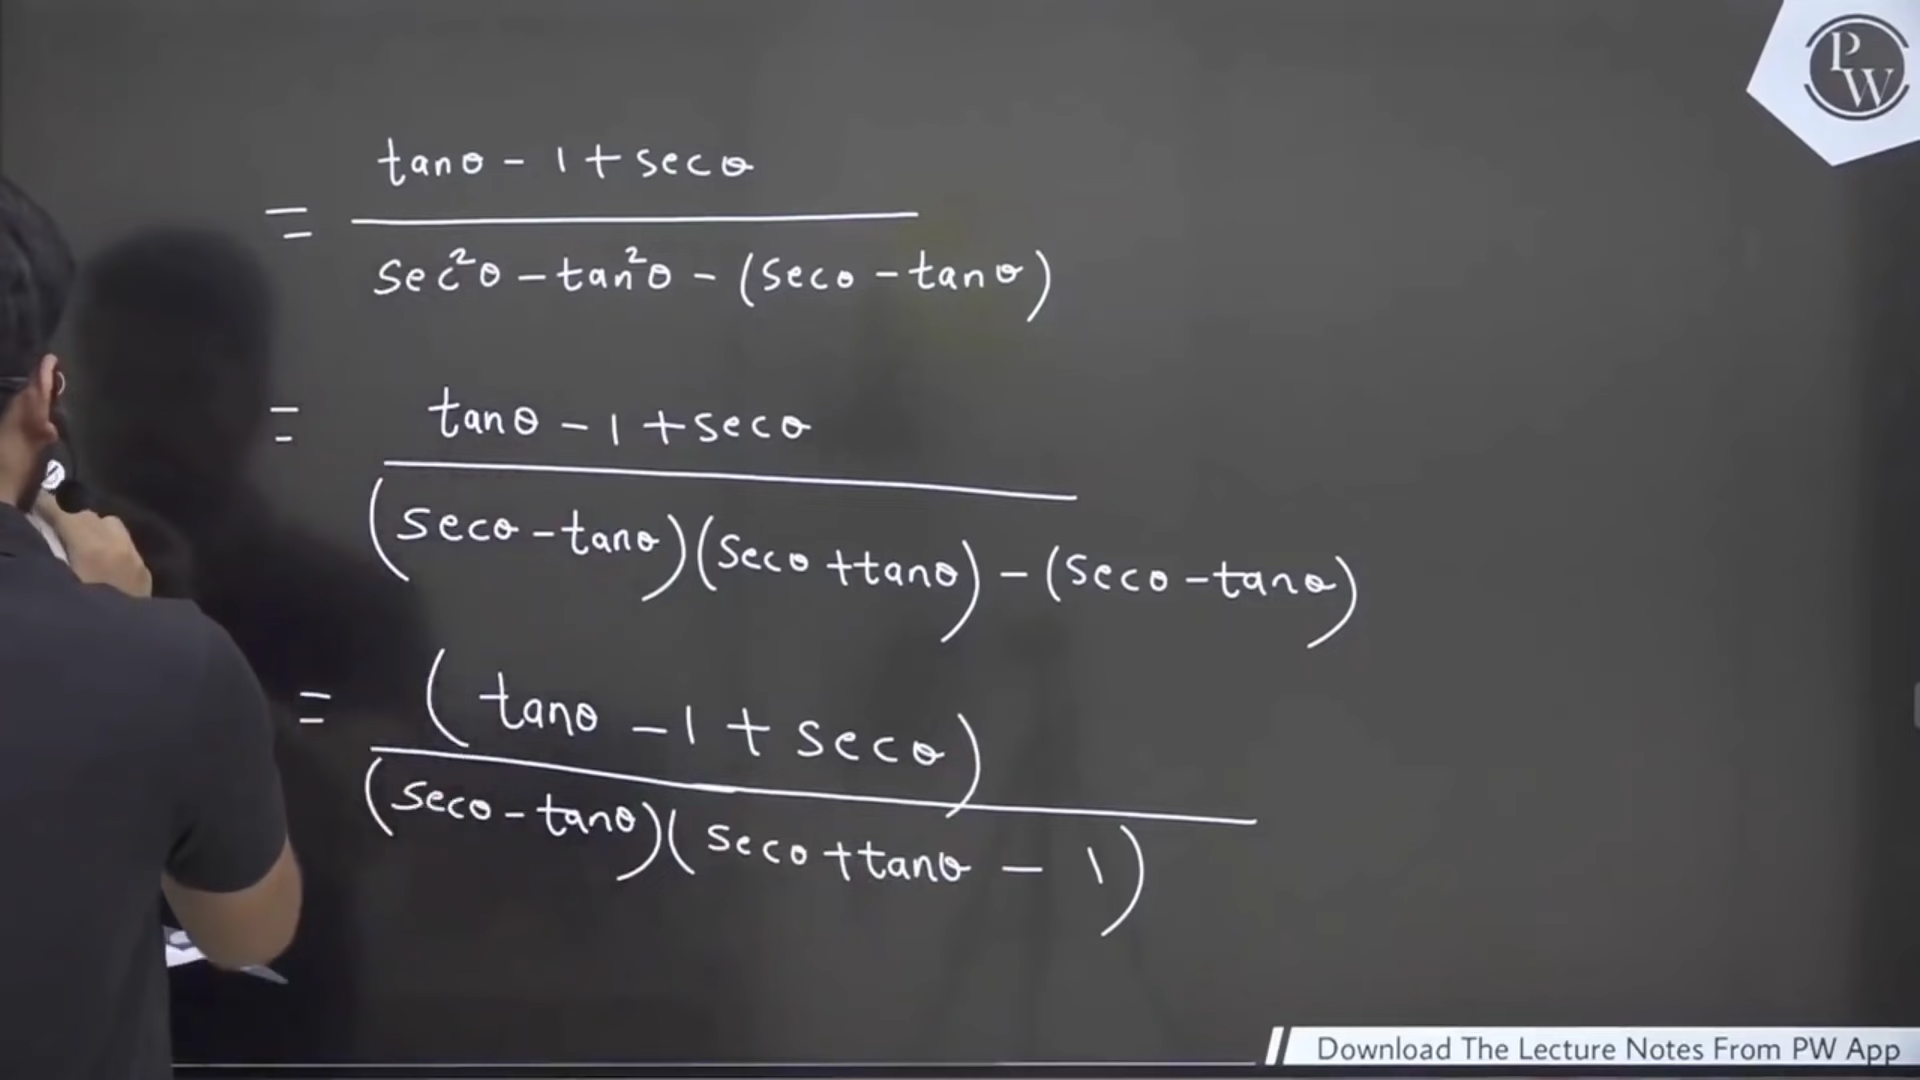 PW
tanθ - 1 + secθ
=
sec²θ - tan²θ - (secθ - tanθ)
= tanθ - 1 + secθ
(secθ - tanθ)(secθ + tanθ) - (secθ - tanθ)
= (tanθ - 1 + secθ)
(secθ - tanθ)(secθ + tanθ - 1)
Download The Lecture Notes From PW App